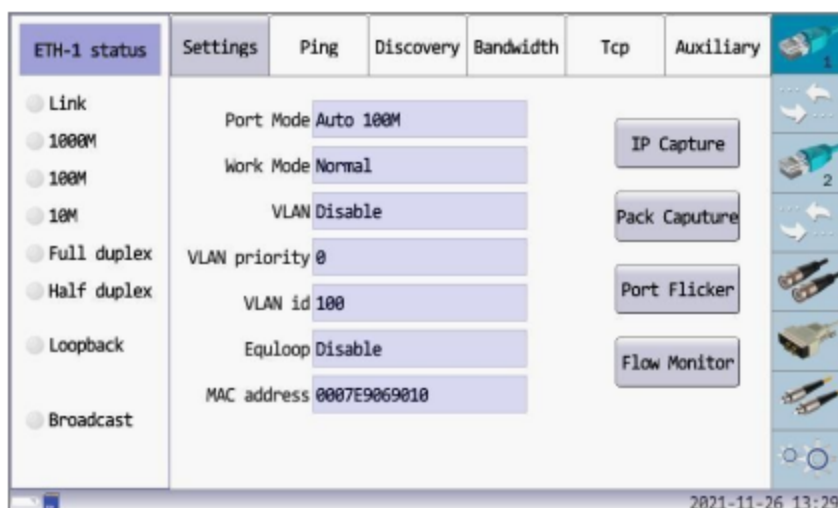 ETH-1 status
Settings Ping Discovery Bandwidth Tcp Auxiliary
Link
1000M
100M
10M
Full duplex
Half duplex
Loopback
Broadcast
Port Mode Auto 100M
Work Mode Normal
VLAN Disable
VLAN priority 0
VLAN id 100
Equloop Disable
MAC address 0007E9069010
IP Capture
Pack Caputure
Port Flicker
Flow Monitor
1
2
2021-11-26 13:29